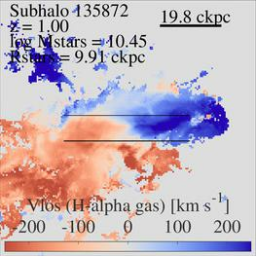 Subhalo 135872
19.8 ckpc
z = 1.00
log Mstars = 10.45
Rstars = 9.91 ckpc
Vlos (H-alpha gas) [km s⁻¹]
-200 -100 0 100 200